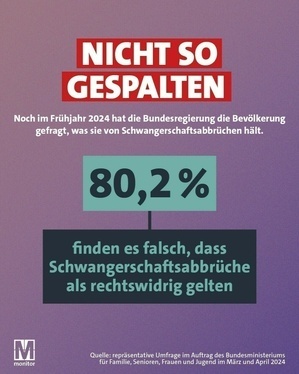 NICHT SO
GESPALTEN
Noch im Frühjahr 2024 hat die Bundesregierung die Bevölkerung
gefragt, was sie von Schwangerschaftsabbrüchen hält.
80,2 %
finden es falsch, dass
Schwangerschaftsabbrüche
als rechtswidrig gelten
M
monitor
Quelle: repräsentative Umfrage im Auftrag des Bundesministeriums
für Familie, Senioren, Frauen und Jugend im März und April 2024